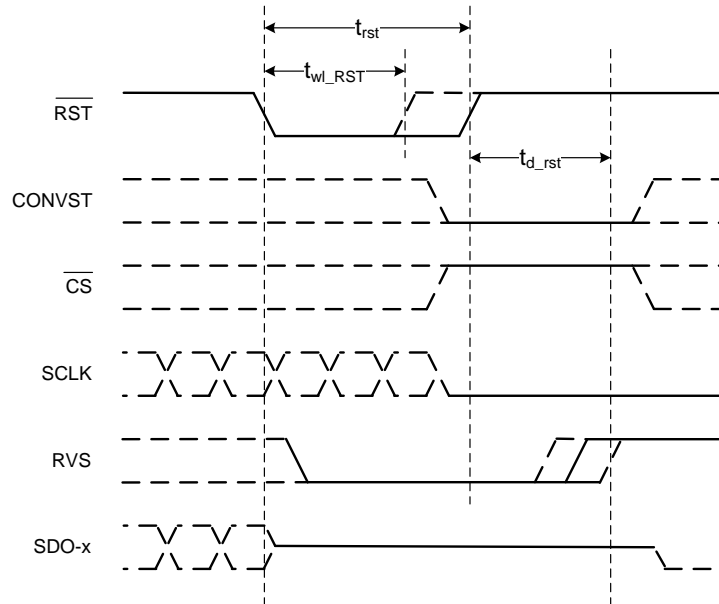 t_rst
t_wl_RST
RST
t_d_rst
CONVST
CS
SCLK
RVS
SDO-x